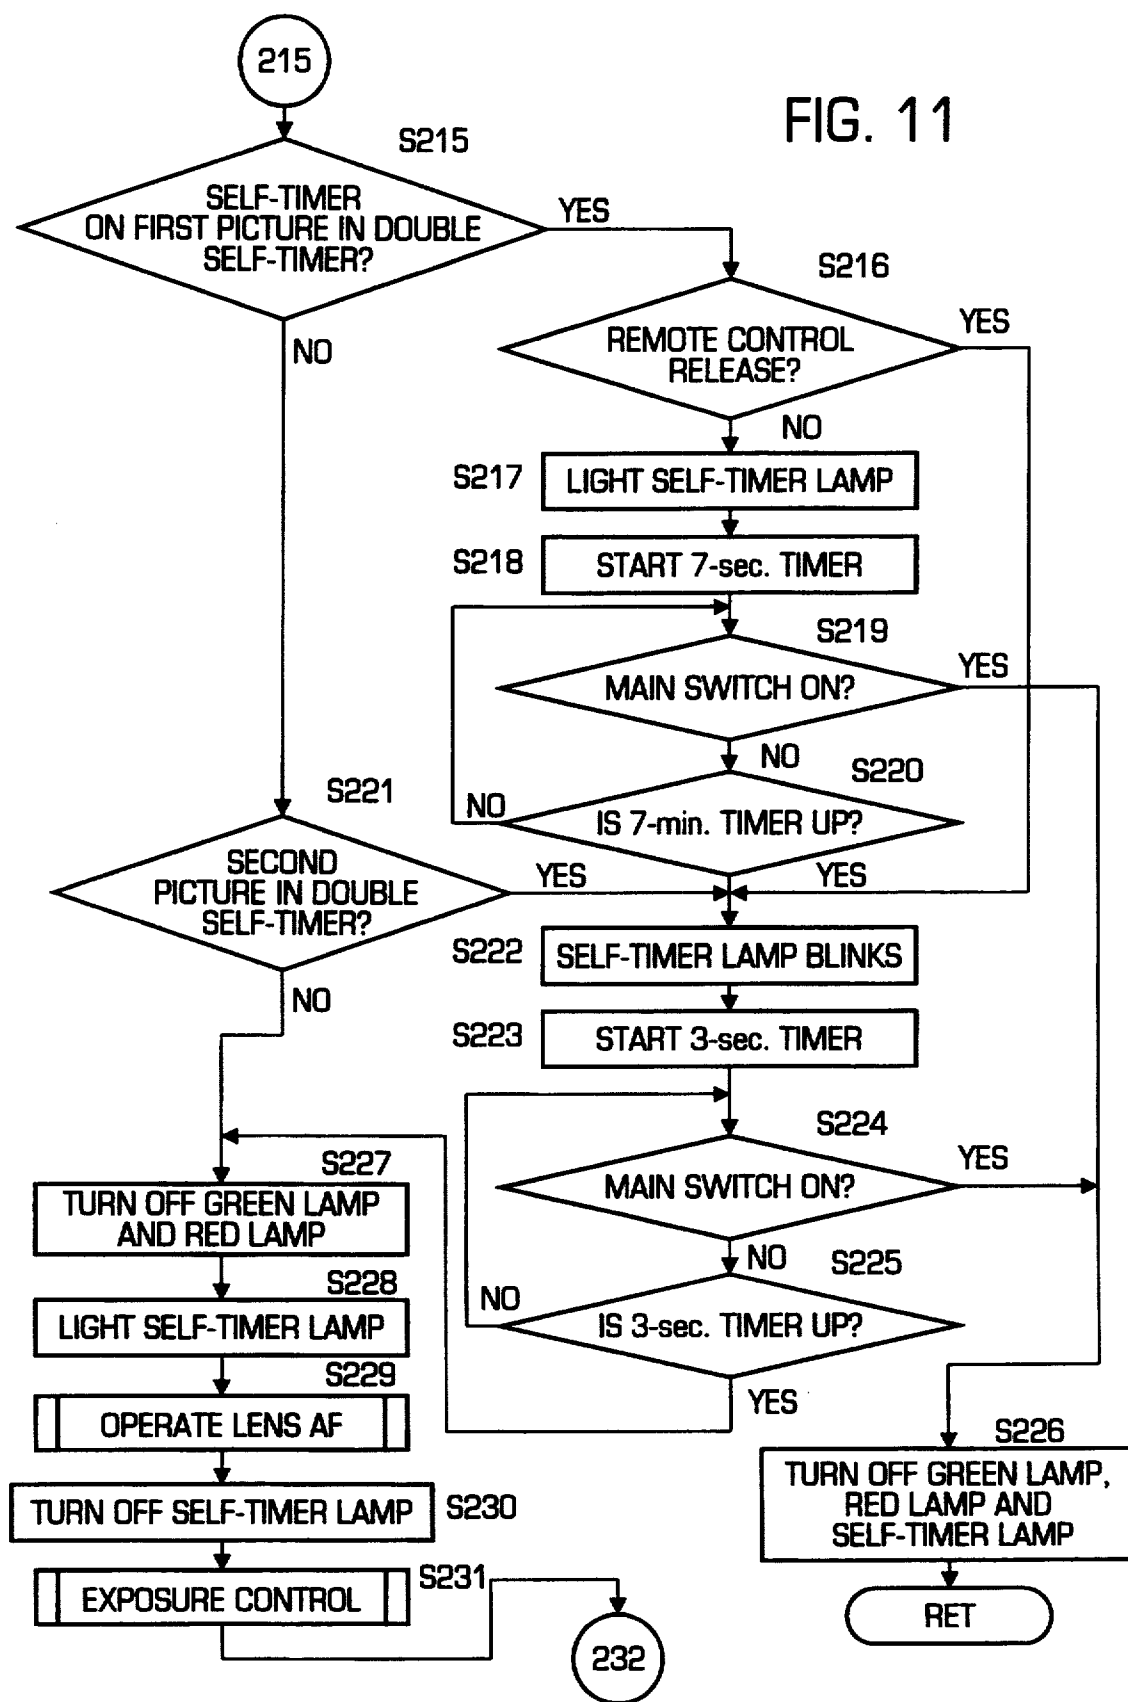 215
FIG. 11
S215
SELF-TIMER
ON FIRST PICTURE IN DOUBLE
SELF-TIMER?
YES
NO
S216
REMOTE CONTROL
RELEASE?
YES
NO
S217
LIGHT SELF-TIMER LAMP
S218
START 7-sec. TIMER
S219
MAIN SWITCH ON?
YES
NO
S220
IS 7-min. TIMER UP?
NO
YES
S221
SECOND
PICTURE IN DOUBLE
SELF-TIMER?
YES
NO
S222
SELF-TIMER LAMP BLINKS
S223
START 3-sec. TIMER
S224
MAIN SWITCH ON?
YES
NO
S225
IS 3-sec. TIMER UP?
NO
YES
S226
TURN OFF GREEN LAMP,
RED LAMP AND
SELF-TIMER LAMP
RET
S227
TURN OFF GREEN LAMP
AND RED LAMP
S228
LIGHT SELF-TIMER LAMP
S229
OPERATE LENS AF
TURN OFF SELF-TIMER LAMP
S230
EXPOSURE CONTROL
S231
232